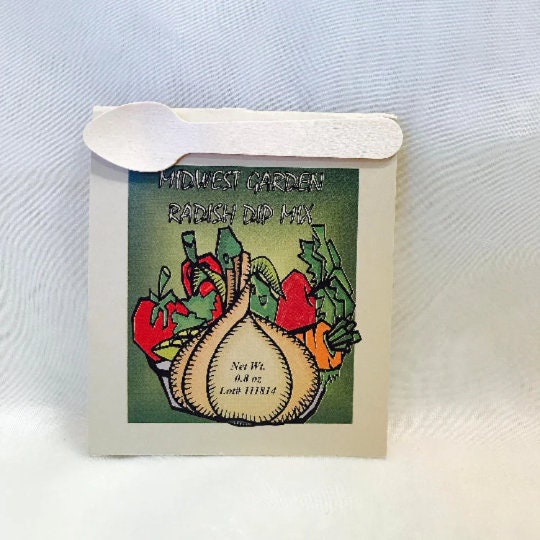 MIDWEST GARDEN
RADISH DIP MIX
Net Wt.
0.8 oz
Lot# 111814